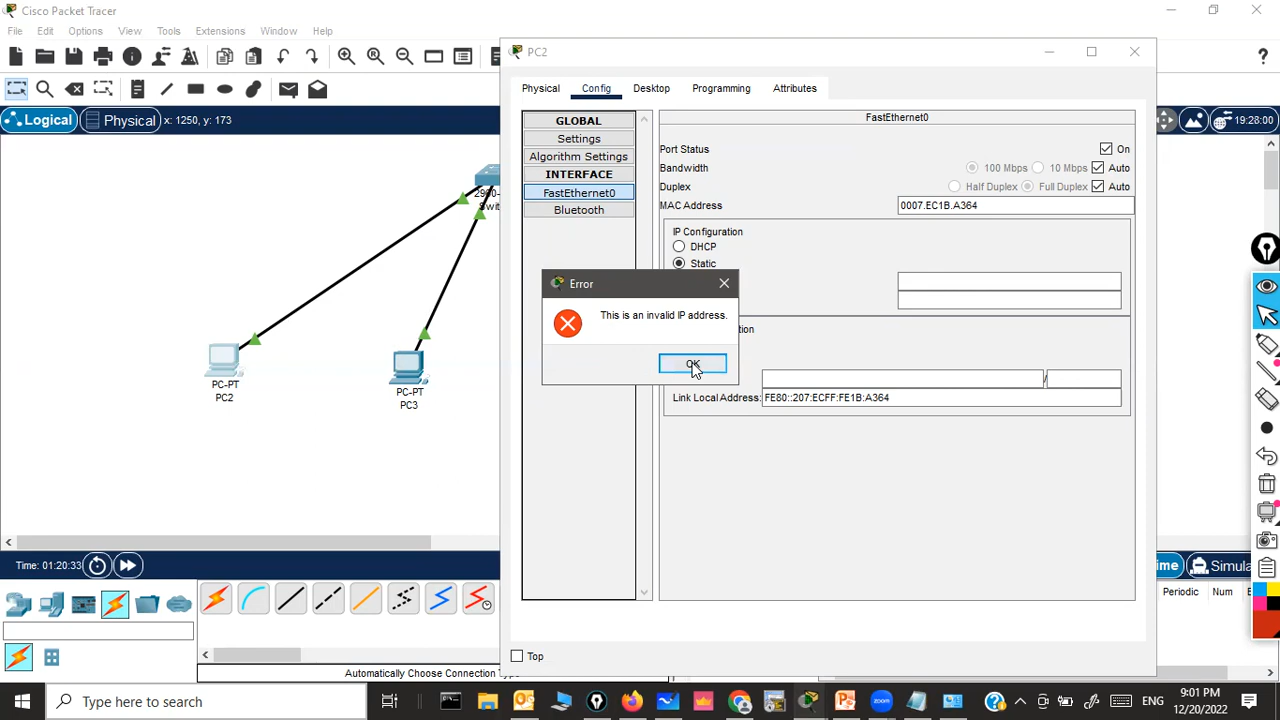 Cisco Packet Tracer
File Edit Options View Tools Extensions Window Help
PC2
Physical Config Desktop Programming Attributes
Logical Physical x: 1250, y: 173
19:28:00
GLOBAL
Settings
Algorithm Settings
INTERFACE
FastEthernet0
Bluetooth
FastEthernet0
Port Status On
Bandwidth 100 Mbps 10 Mbps Auto
Duplex Half Duplex Full Duplex Auto
MAC Address 0007.EC1B.A364
IP Configuration
DHCP
Static
Error
This is an invalid IP address.
OK
/
Link Local Address: FE80::207:ECFF:FE1B:A364
PC-PT
PC2
PC-PT
PC3
Time: 01:20:33
Periodic Num
Automatically Choose Connection
Top
Type here to search
ENG
9:01 PM
12/20/2022